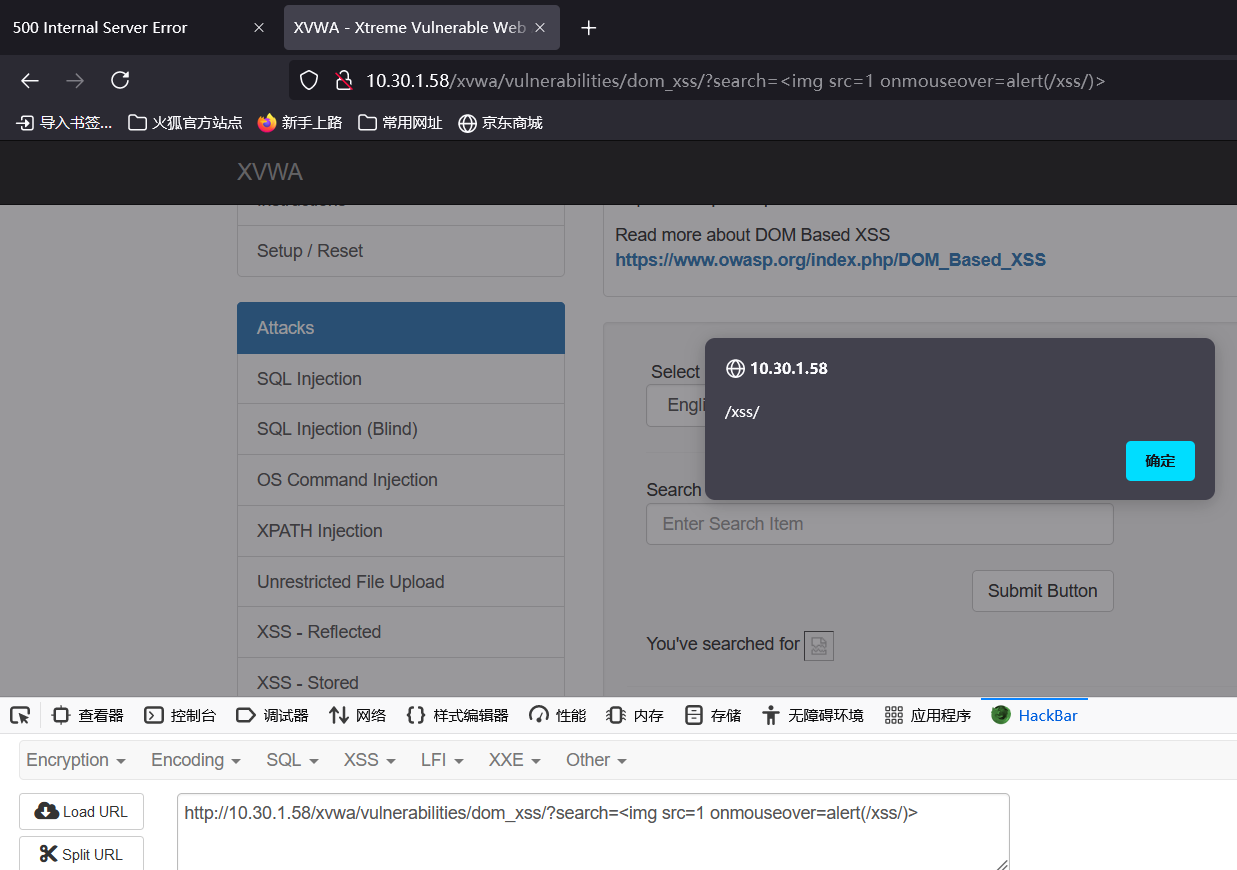 500 Internal Server Error
XVWA - Xtreme Vulnerable Web
10.30.1.58/xvwa/vulnerabilities/dom_xss/?search=<img src=1 onmouseover=alert(/xss/)>
导入书签... 火狐官方站点 新手上路 常用网址 京东商城
XVWA
Instructions
Setup / Reset
Read more about DOM Based XSS
https://www.owasp.org/index.php/DOM_Based_XSS
Attacks
SQL Injection
SQL Injection (Blind)
OS Command Injection
XPATH Injection
Unrestricted File Upload
XSS - Reflected
XSS - Stored
Select
Engli
10.30.1.58
/xss/
确定
Search
Enter Search Item
Submit Button
You've searched for
查看器 控制台 调试器 网络 样式编辑器 性能 内存 存储 无障碍环境 应用程序 HackBar
Encryption Encoding SQL XSS LFI XXE Other
Load URL
http://10.30.1.58/xvwa/vulnerabilities/dom_xss/?search=<img src=1 onmouseover=alert(/xss/)>
Split URL